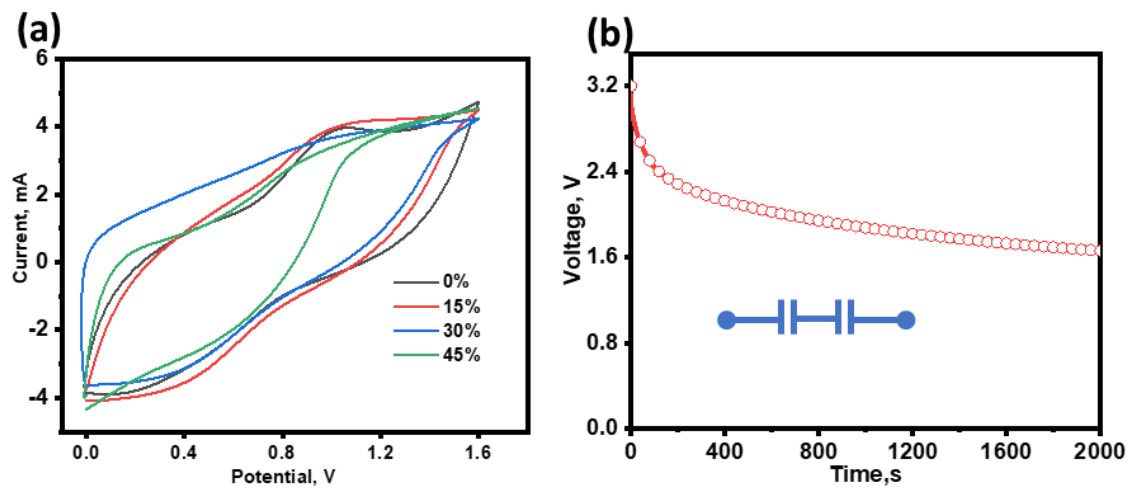 (a)
6
4
2
0
-2
-4
Current, mA
0%
15%
30%
45%
0.0 0.4 0.8 1.2 1.6
Potential, V
(b)
3.2
2.4
1.6
0.8
0.0
Voltage, V
0 400 800 1200 1600 2000
Time,s